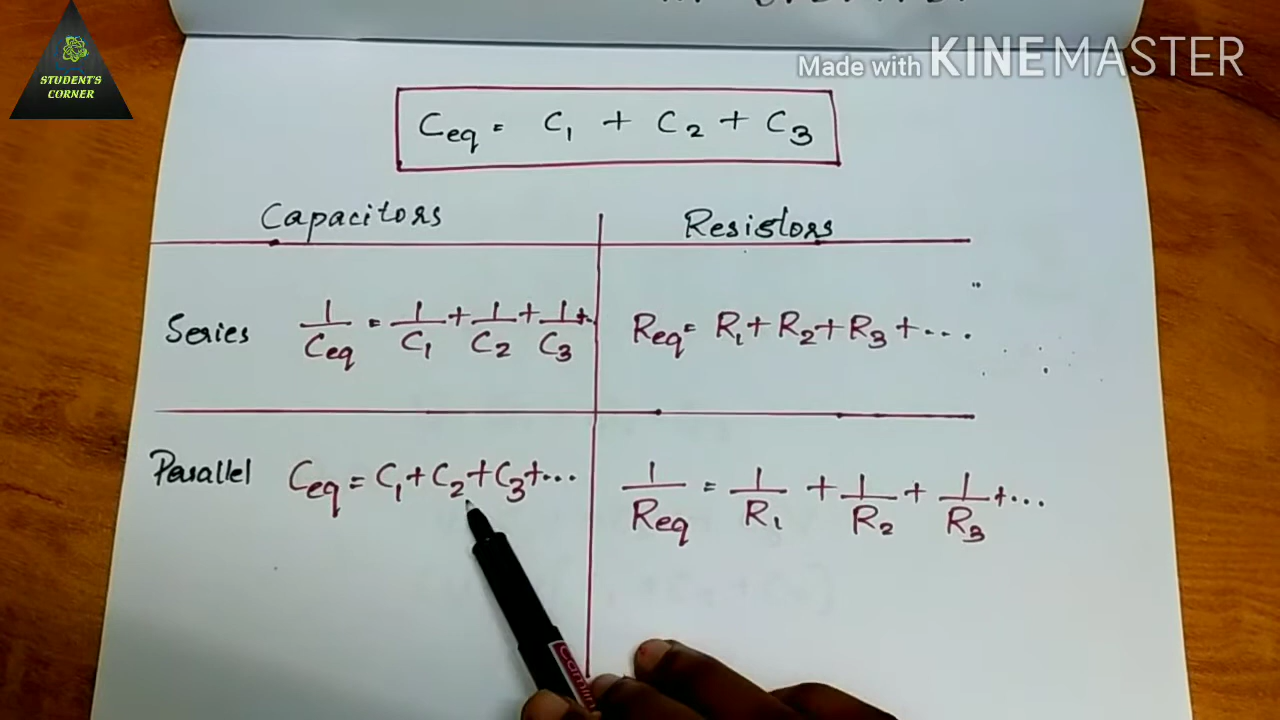 STUDENT'S
CORNER
Made with KINEMASTER
Ceq = C1 + C2 + C3
Capacitors Resistors
Series 1/Ceq = 1/C1 + 1/C2 + 1/C3 + Req = R1 + R2 + R3 + ...
Parallel Ceq = C1 + C2 + C3 + ... 1/Req = 1/R1 + 1/R2 + 1/R3 + ...
Camlin